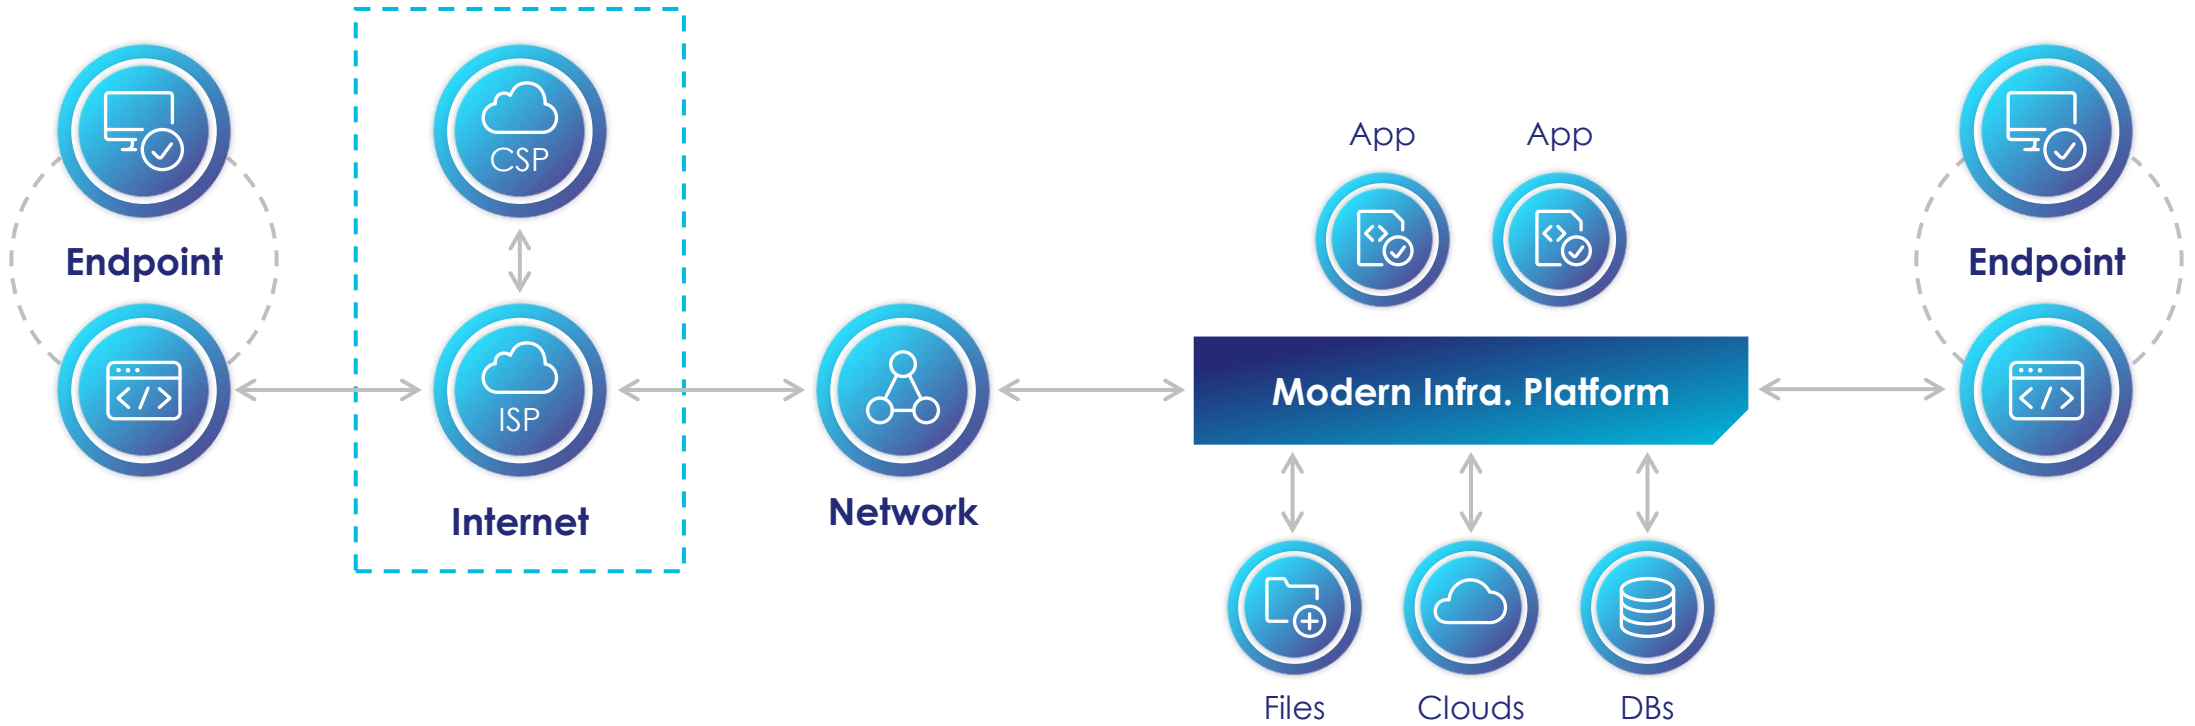 CSP
App
App
Endpoint
Endpoint
Modern Infra. Platform
ISP
Internet
Network
Files
Clouds
DBs